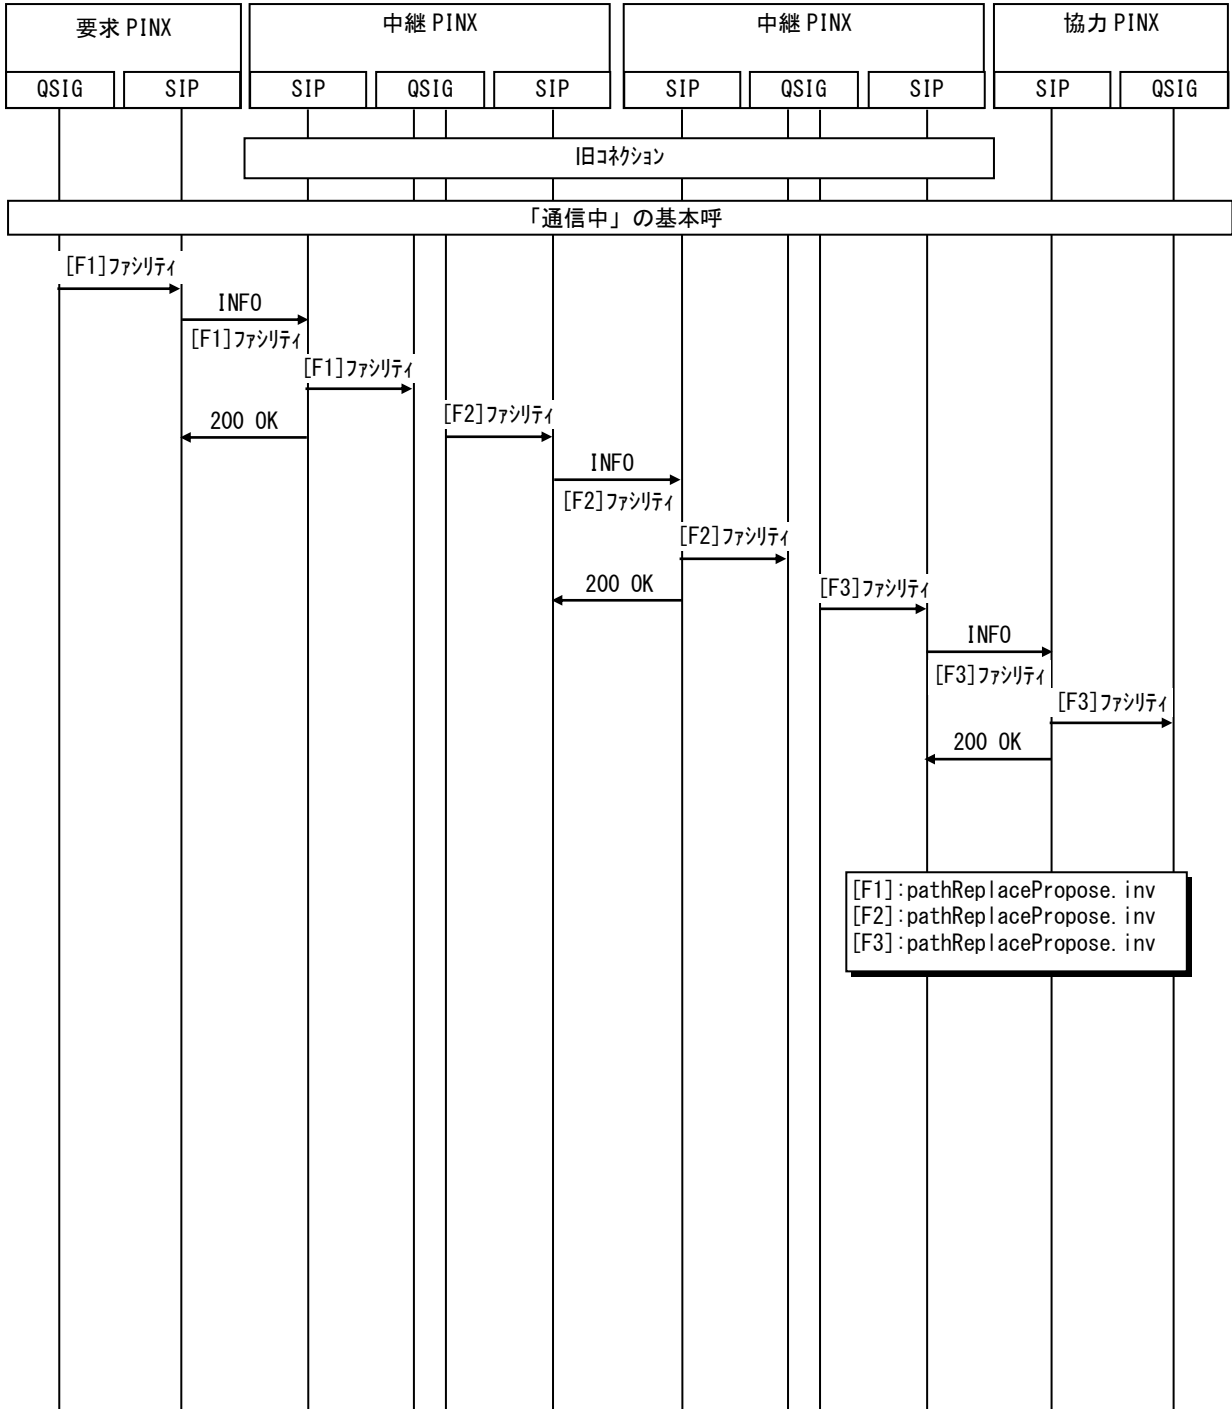 要求 PINX
中継 PINX
中継 PINX
協力 PINX
QSIG
SIP
SIP
QSIG
SIP
SIP
QSIG
SIP
SIP
QSIG
旧ｺﾈｸｼｮﾝ
「通信中」の基本呼
[F1]ﾌｧｼﾘﾃｨ
INFO
[F1]ﾌｧｼﾘﾃｨ
[F1]ﾌｧｼﾘﾃｨ
200 OK
[F2]ﾌｧｼﾘﾃｨ
INFO
[F2]ﾌｧｼﾘﾃｨ
[F2]ﾌｧｼﾘﾃｨ
200 OK
[F3]ﾌｧｼﾘﾃｨ
INFO
[F3]ﾌｧｼﾘﾃｨ
[F3]ﾌｧｼﾘﾃｨ
200 OK
[F1]:pathReplacePropose.inv
[F2]:pathReplacePropose.inv
[F3]:pathReplacePropose.inv